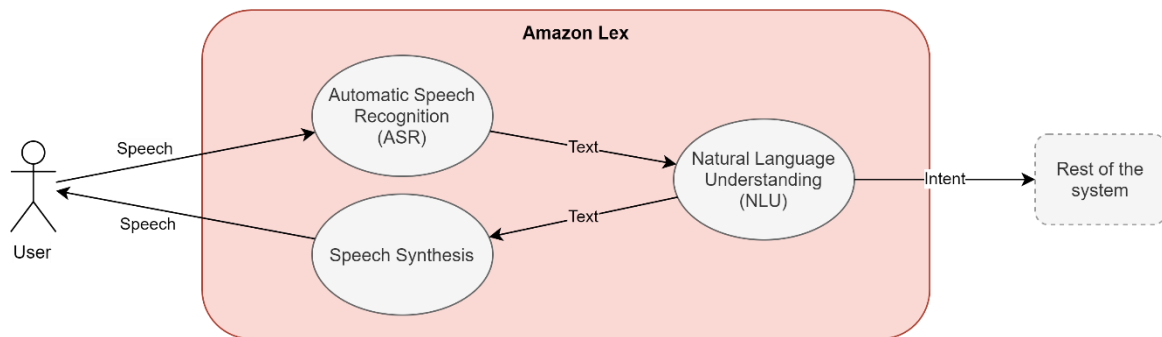 Amazon Lex
Automatic Speech
Recognition
(ASR)
Speech
Text
Natural Language
Understanding
(NLU)
Intent
Rest of the
system
Text
Speech
Speech Synthesis
User